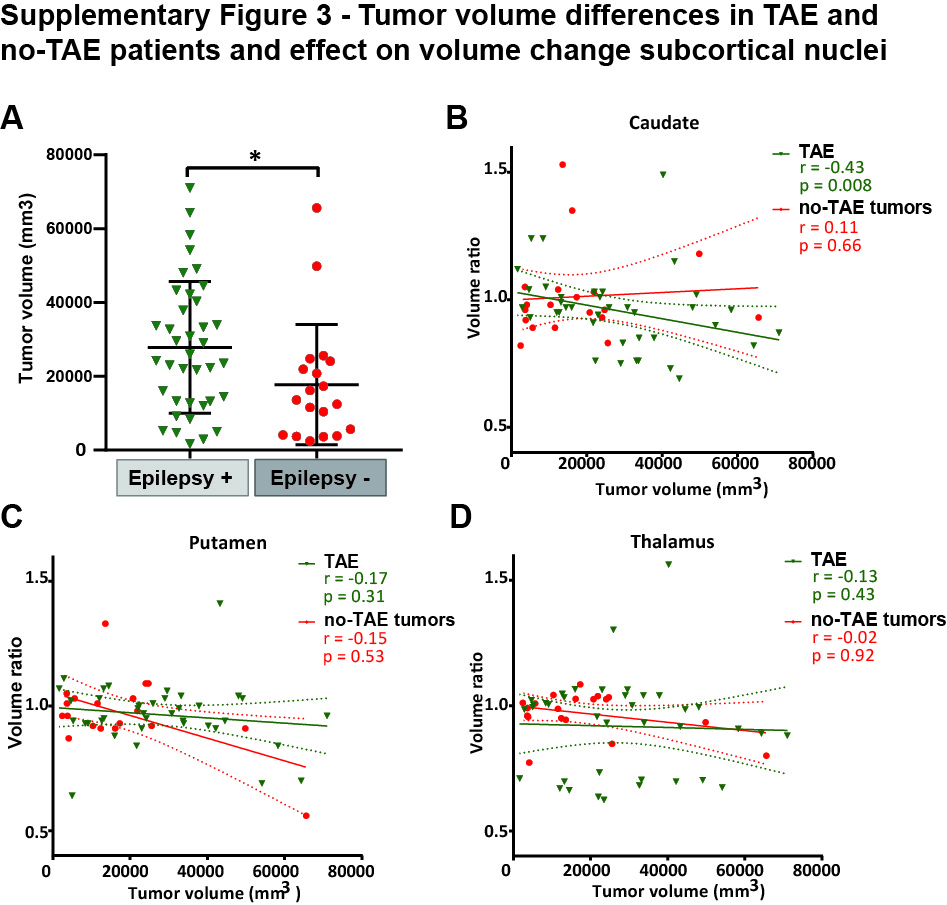 Supplementary Figure 3 - Tumor volume differences in TAE and
no-TAE patients and effect on volume change subcortical nuclei
A
80000
60000
40000
20000
0
Tumor volume (mm3)
*
Epilepsy +
Epilepsy -
B
Caudate
1.5
1.0
0.5
Volume ratio
0
20000
40000
60000
80000
Tumor volume (mm3)
TAE
r = -0.43
p = 0.008
no-TAE tumors
r = 0.11
p = 0.66
C
Putamen
1.5
1.0
0.5
Volume ratio
0
20000
40000
60000
80000
Tumor volume (mm3)
TAE
r = -0.17
p = 0.31
no-TAE tumors
r = -0.15
p = 0.53
D
Thalamus
1.5
1.0
0.5
Volume ratio
0
20000
40000
60000
80000
Tumor volume (mm3)
TAE
r = -0.13
p = 0.43
no-TAE tumors
r = -0.02
p = 0.92